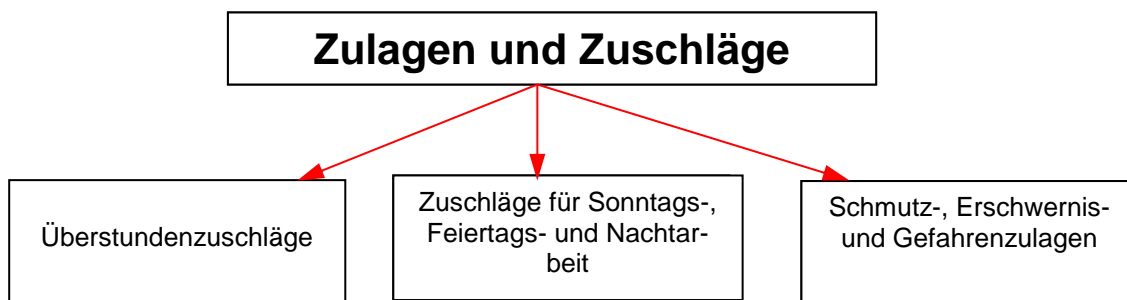 Zulagen und Zuschläge
Überstundenzuschläge
Zuschläge für Sonntags-,
Feiertags- und Nachtar-
beit
Schmutz-, Erschwernis-
und Gefahrenzulagen